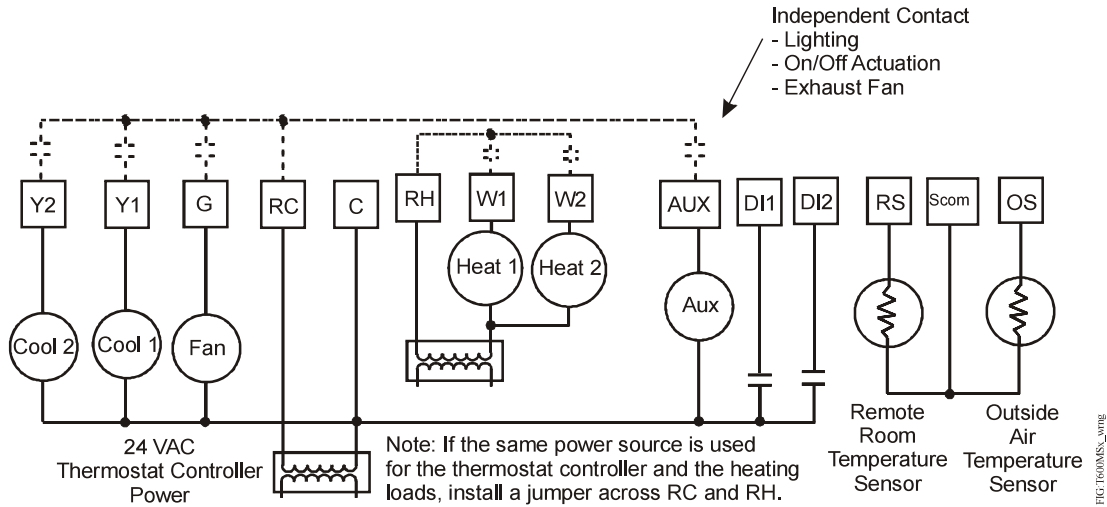 Independent Contact
- Lighting
- On/Off Actuation
- Exhaust Fan
Y2
Y1
G
RC
C
RH
W1
W2
AUX
DI1
DI2
RS
Scom
OS
Heat 1
Heat 2
Aux
Cool 2
Cool 1
Fan
24 VAC
Thermostat Controller
Power
Note: If the same power source is used
for the thermostat controller and the heating
loads, install a jumper across RC and RH.
Remote
Room
Temperature
Sensor
Outside
Air
Temperature
Sensor
FIG:T600MSx_wrng